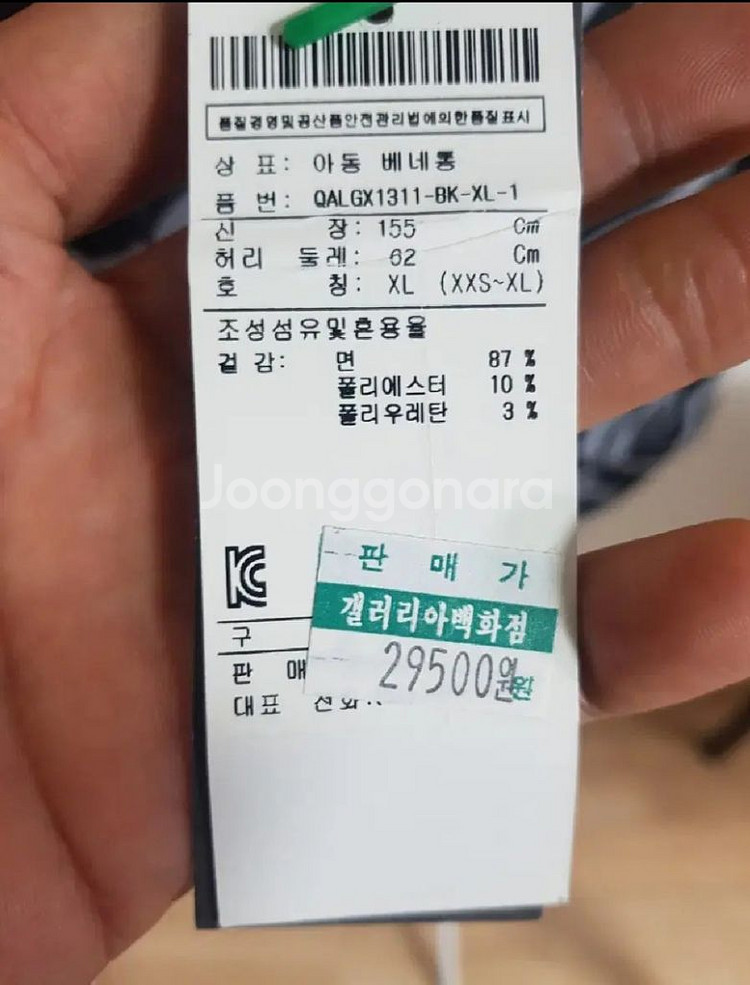 품질경영및공산품안전관리법에의한품질표시
상 표: 아동 베네통
품 번: QALGX1311-BK-XL-1
신 장: 155 Cm
허리 둘레: 62 Cm
호 칭: XL (XXS~XL)
조성섬유및혼용율
겉 감: 면 87 %
폴리에스터 10 %
폴리우레탄 3 %
Joonggonara
판 매 가
갤러리아백화점
29500원원
구
판 매
대표 전화